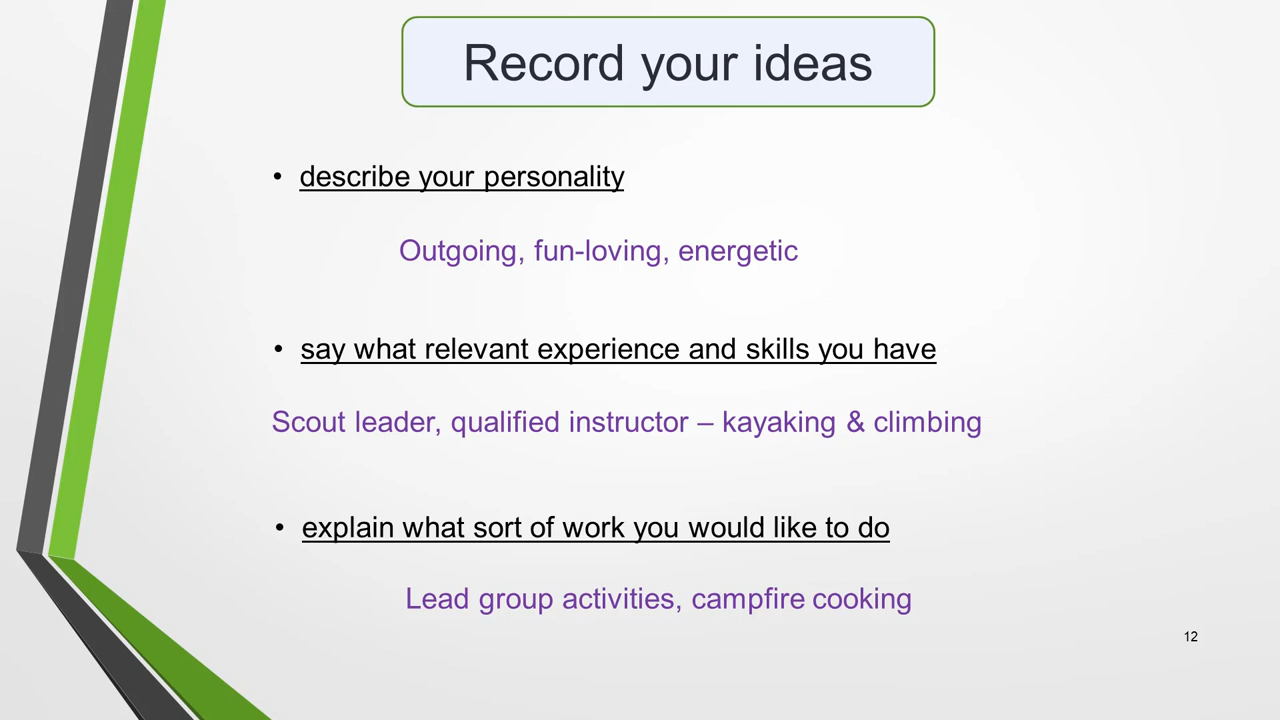 Record your ideas
• describe your personality
Outgoing, fun-loving, energetic
• say what relevant experience and skills you have
Scout leader, qualified instructor – kayaking & climbing
• explain what sort of work you would like to do
Lead group activities, campfire cooking
12